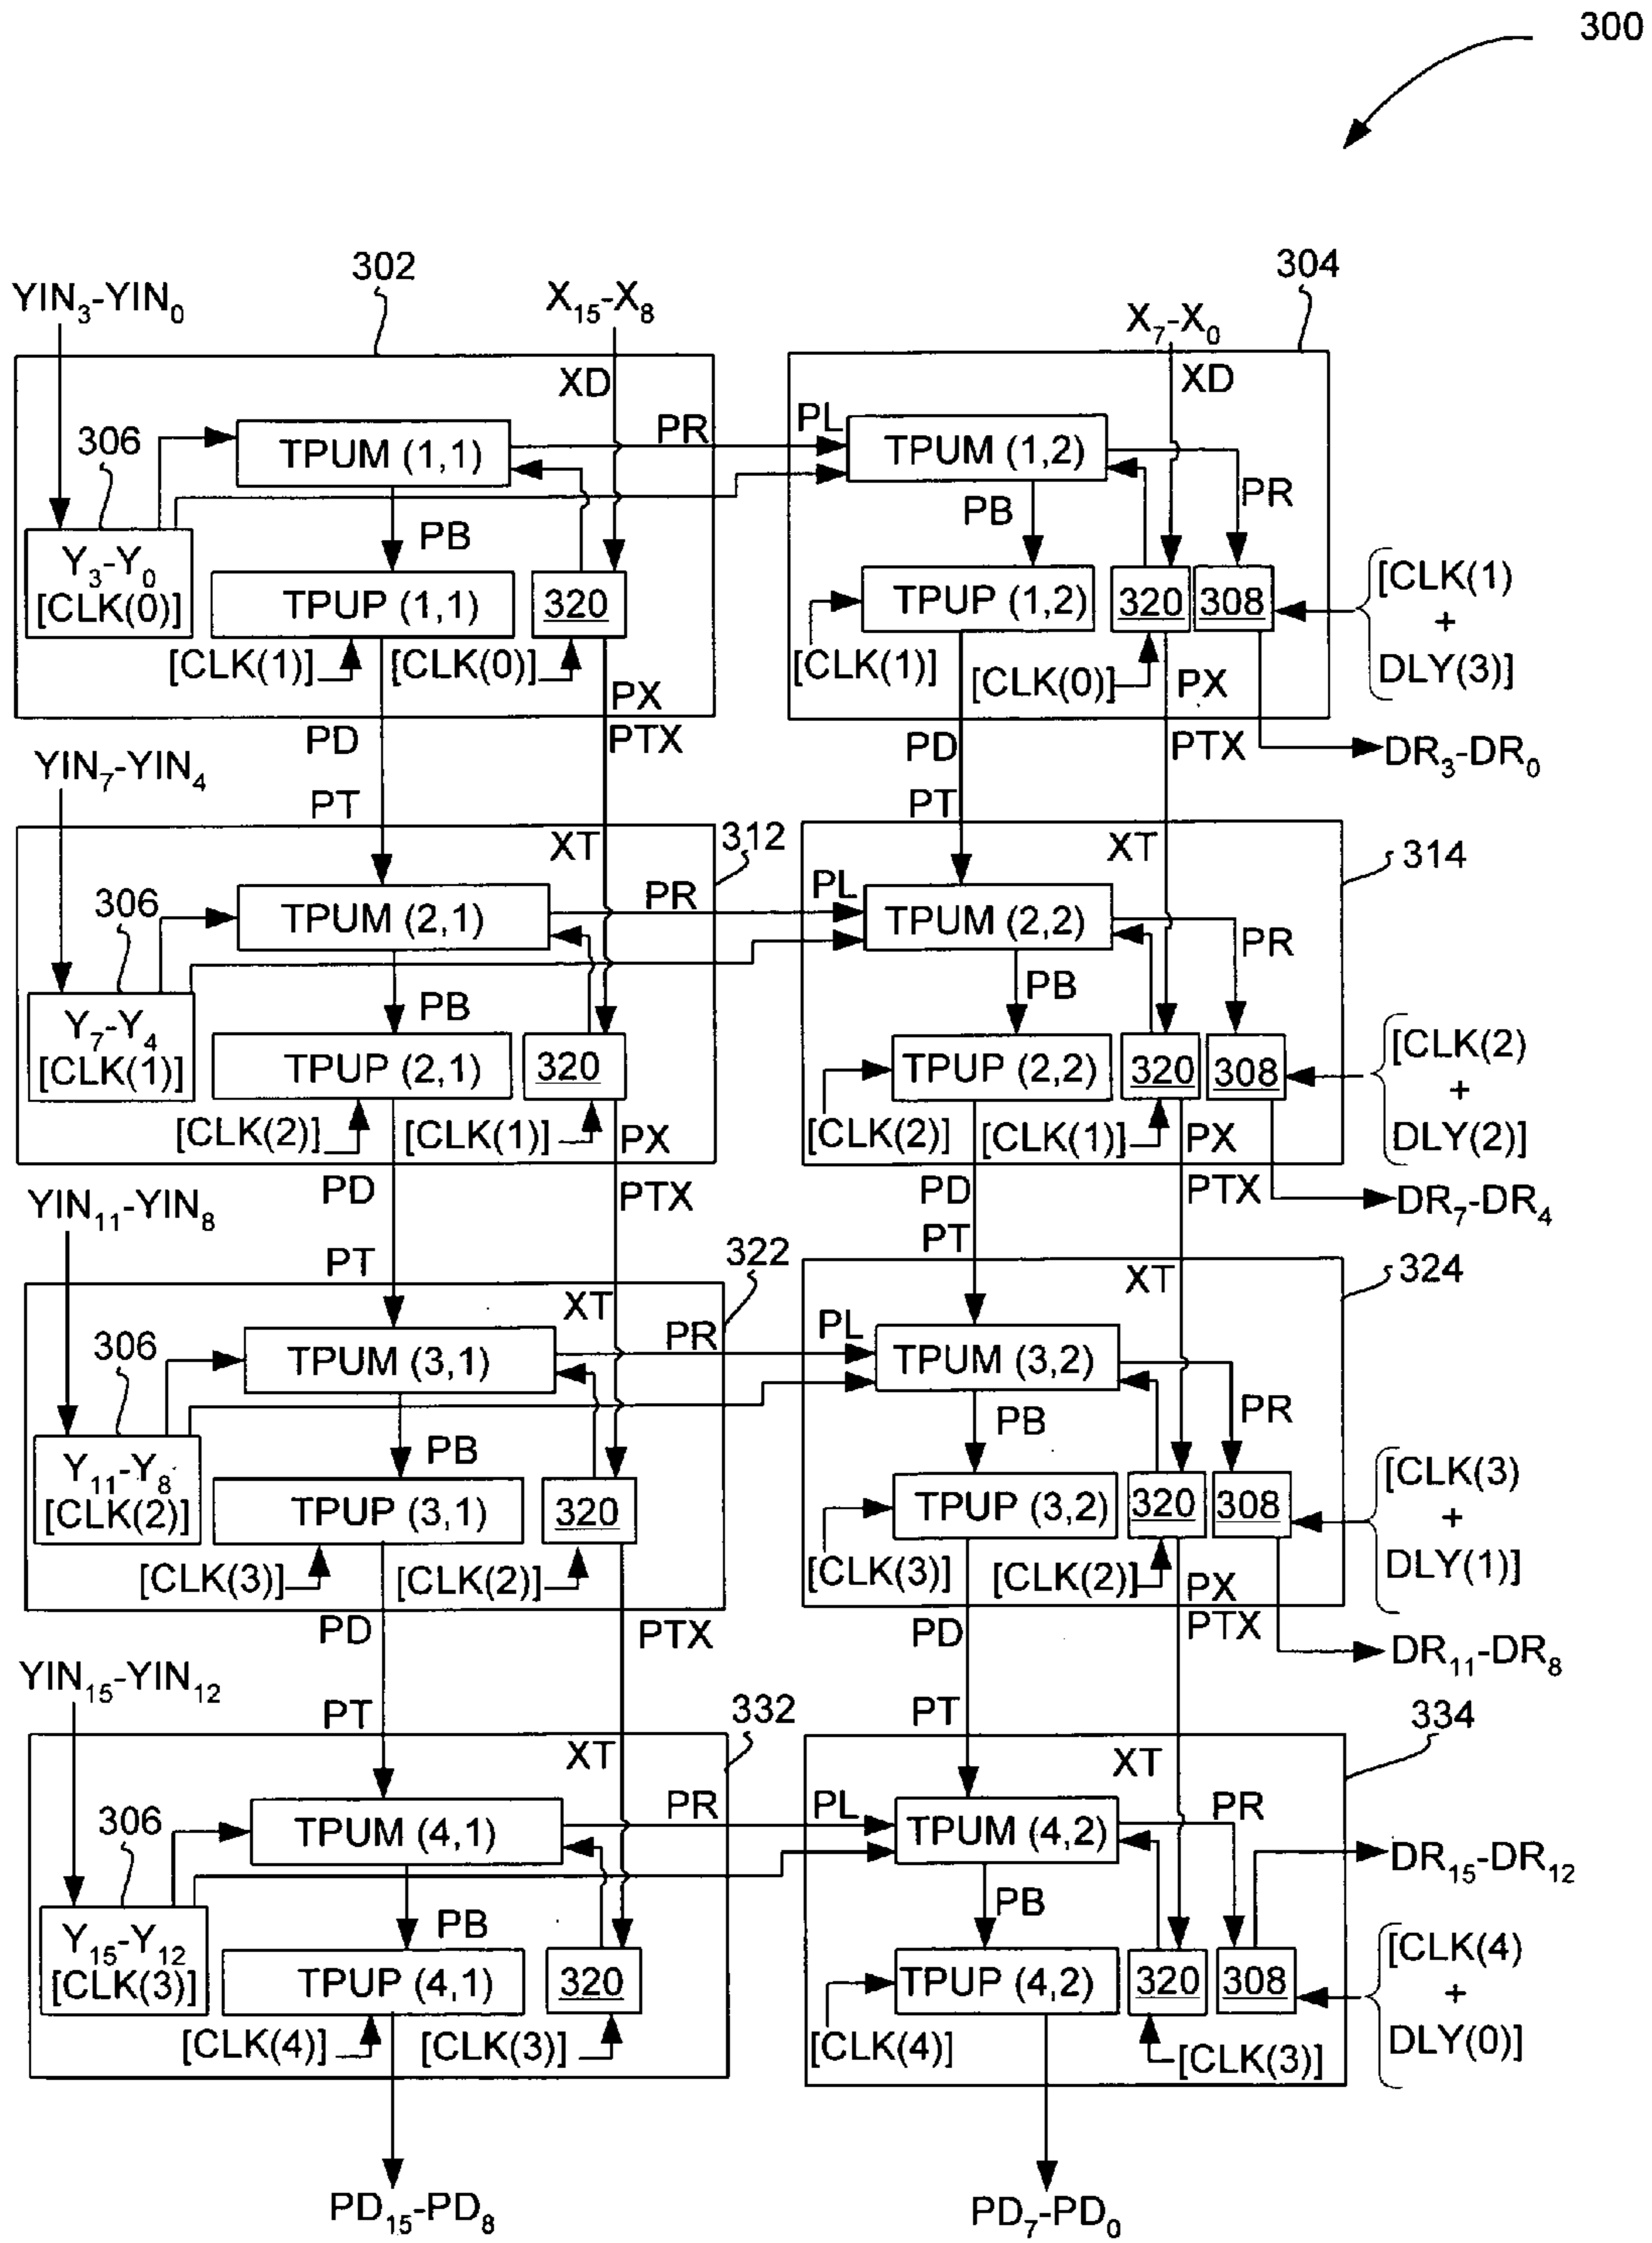 300
302
304
YIN₃-YIN₀
X₁₅-X₈
X₇-X₀
XD
XD
306
TPUM (1,1)
PR
PL
TPUM (1,2)
PB
PB
PR
Y₃-Y₀
[CLK(0)]
TPUP (1,1)
320
TPUP (1,2)
320
308
[CLK(1)
+
DLY(3)]
[CLK(1)]
[CLK(0)]
PX
[CLK(1)]
[CLK(0)]
PX
PD
PTX
PD
PTX
DR₃-DR₀
YIN₇-YIN₄
PT
PT
XT
312
XT
314
306
TPUM (2,1)
PR
PL
TPUM (2,2)
PB
PB
PR
Y₇-Y₄
[CLK(1)]
TPUP (2,1)
320
TPUP (2,2)
320
308
[CLK(2)
+
DLY(2)]
[CLK(2)]
[CLK(1)]
PX
[CLK(2)]
[CLK(1)]
PX
PD
PTX
PD
PTX
DR₇-DR₄
YIN₁₁-YIN₈
PT
PT
322
XT
XT
324
306
TPUM (3,1)
PR
PL
TPUM (3,2)
PB
PB
PR
Y₁₁-Y₈
[CLK(2)]
TPUP (3,1)
320
TPUP (3,2)
320
308
[CLK(3)
+
DLY(1)]
[CLK(3)]
[CLK(2)]
[CLK(3)]
[CLK(2)]
PX
PD
PTX
PD
PTX
DR₁₁-DR₈
YIN₁₅-YIN₁₂
PT
PT
332
334
XT
XT
306
TPUM (4,1)
PR
PL
TPUM (4,2)
PR
DR₁₅-DR₁₂
PB
PB
Y₁₅-Y₁₂
[CLK(3)]
TPUP (4,1)
320
TPUP (4,2)
320
308
[CLK(4)
+
DLY(0)]
[CLK(4)]
[CLK(3)]
[CLK(4)]
[CLK(3)]
PD₁₅-PD₈
PD₇-PD₀